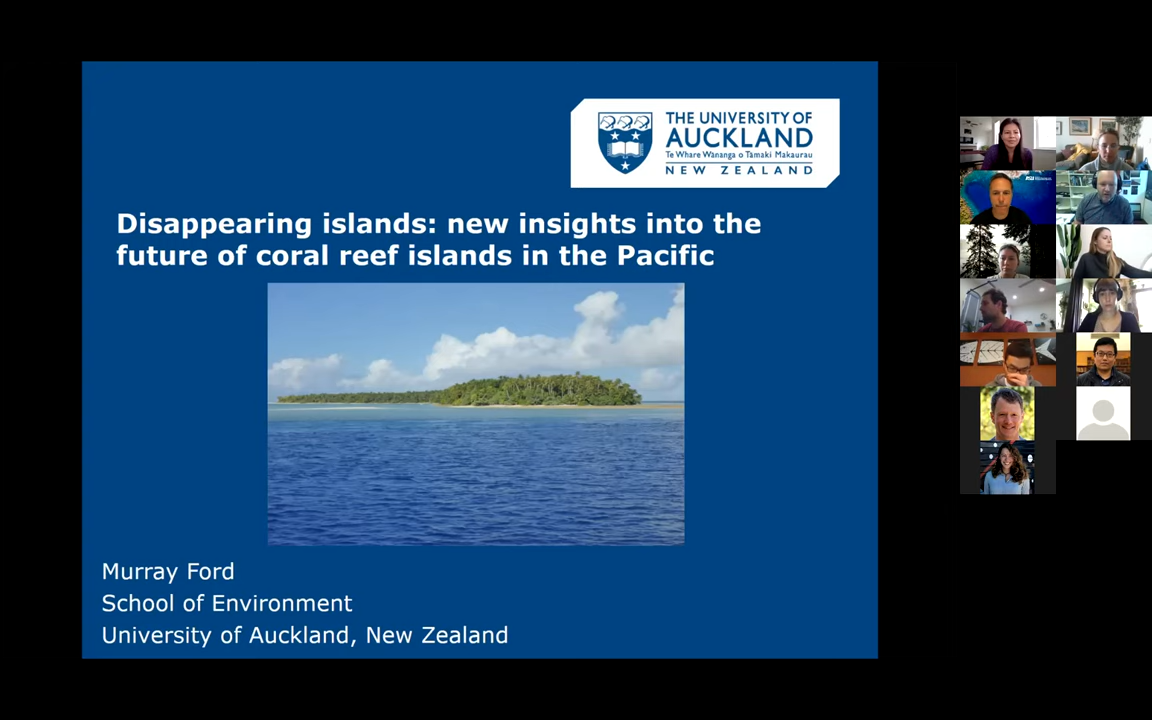 THE UNIVERSITY OF
AUCKLAND
Te Whare Wānanga o Tāmaki Makaurau
NEW ZEALAND
Disappearing islands: new insights into the
future of coral reef islands in the Pacific
Murray Ford
School of Environment
University of Auckland, New Zealand